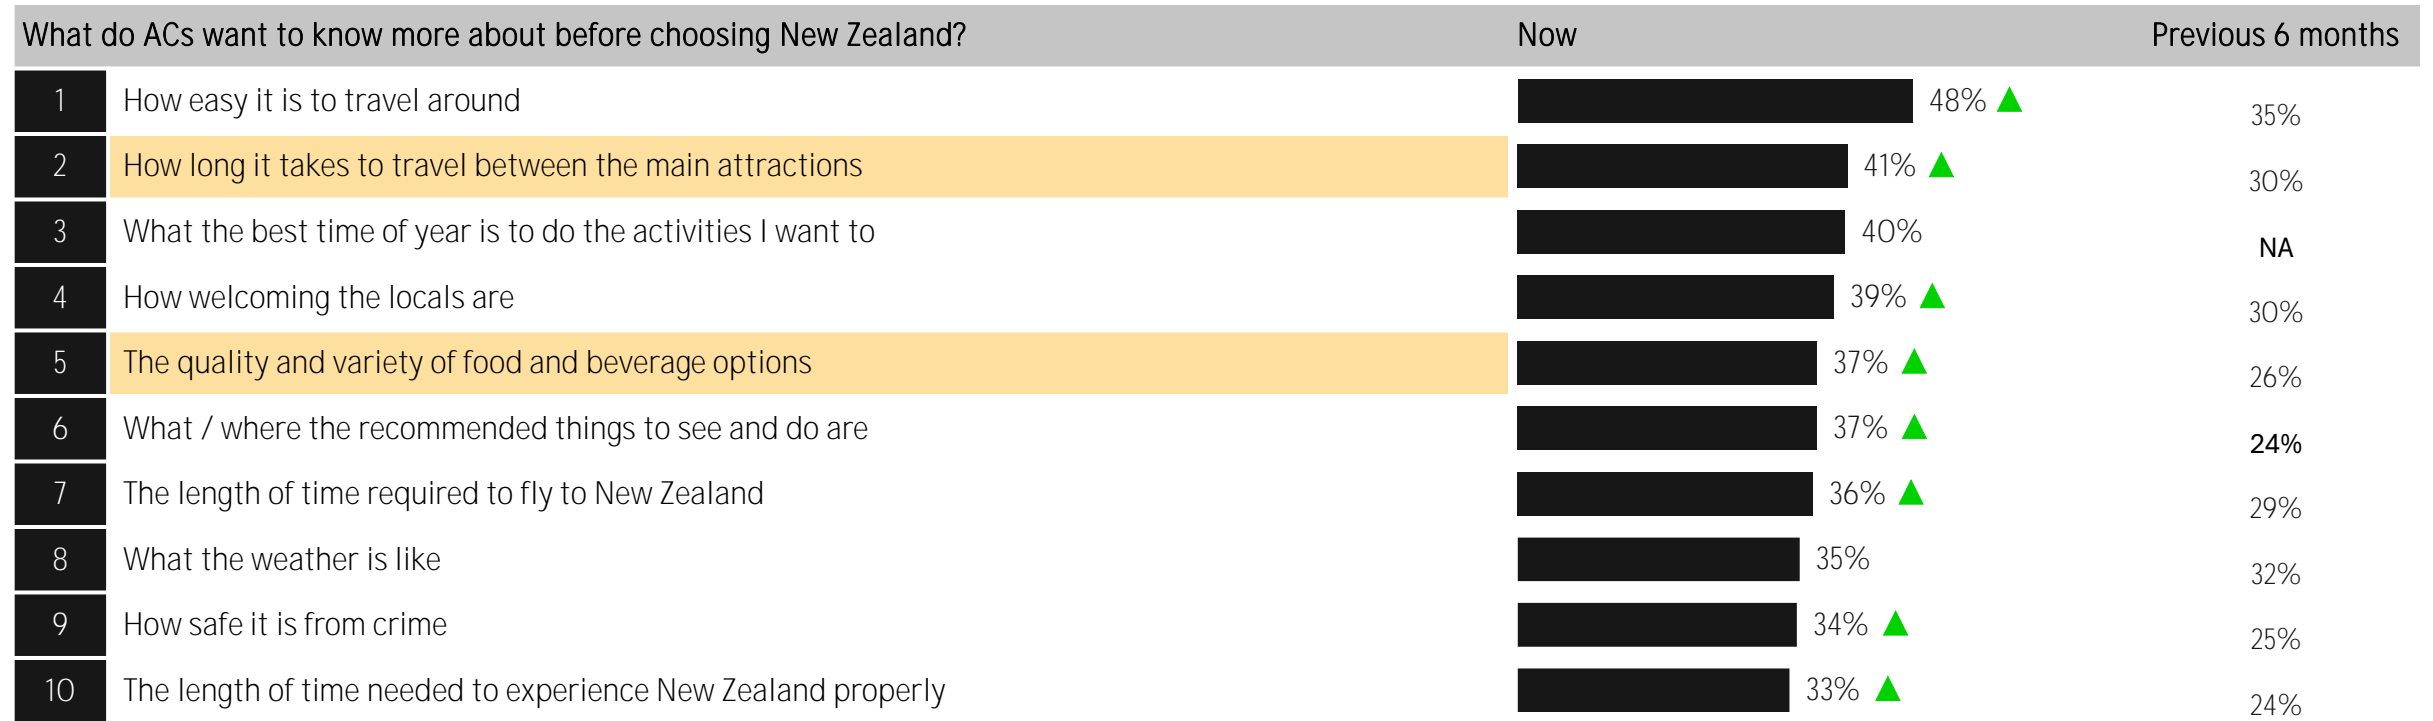 What do ACs want to know more about before choosing New Zealand? Now Previous 6 months
1 How easy it is to travel around 48% ▲ 35%
2 How long it takes to travel between the main attractions 41% ▲ 30%
3 What the best time of year is to do the activities I want to 40% NA
4 How welcoming the locals are 39% ▲ 30%
5 The quality and variety of food and beverage options 37% ▲ 26%
6 What / where the recommended things to see and do are 37% ▲ 24%
7 The length of time required to fly to New Zealand 36% ▲ 29%
8 What the weather is like 35% 32%
9 How safe it is from crime 34% ▲ 25%
10 The length of time needed to experience New Zealand properly 33% ▲ 24%